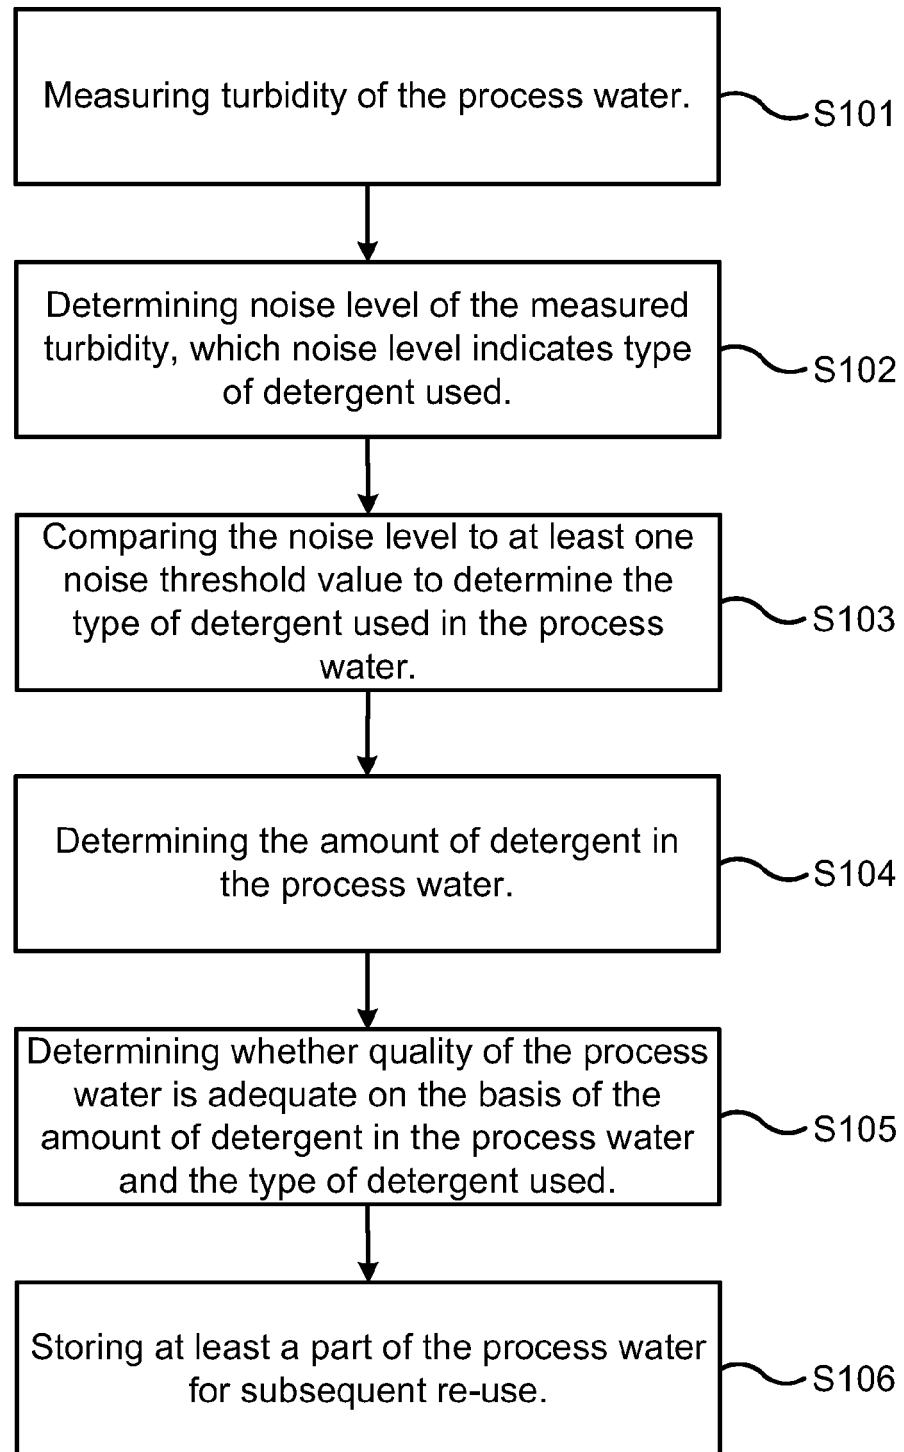 Measuring turbidity of the process water.
S101
Determining noise level of the measured
turbidity, which noise level indicates type
of detergent used.
S102
Comparing the noise level to at least one
noise threshold value to determine the
type of detergent used in the process
water.
S103
Determining the amount of detergent in
the process water.
S104
Determining whether quality of the process
water is adequate on the basis of the
amount of detergent in the process water
and the type of detergent used.
S105
Storing at least a part of the process water
for subsequent re-use.
S106